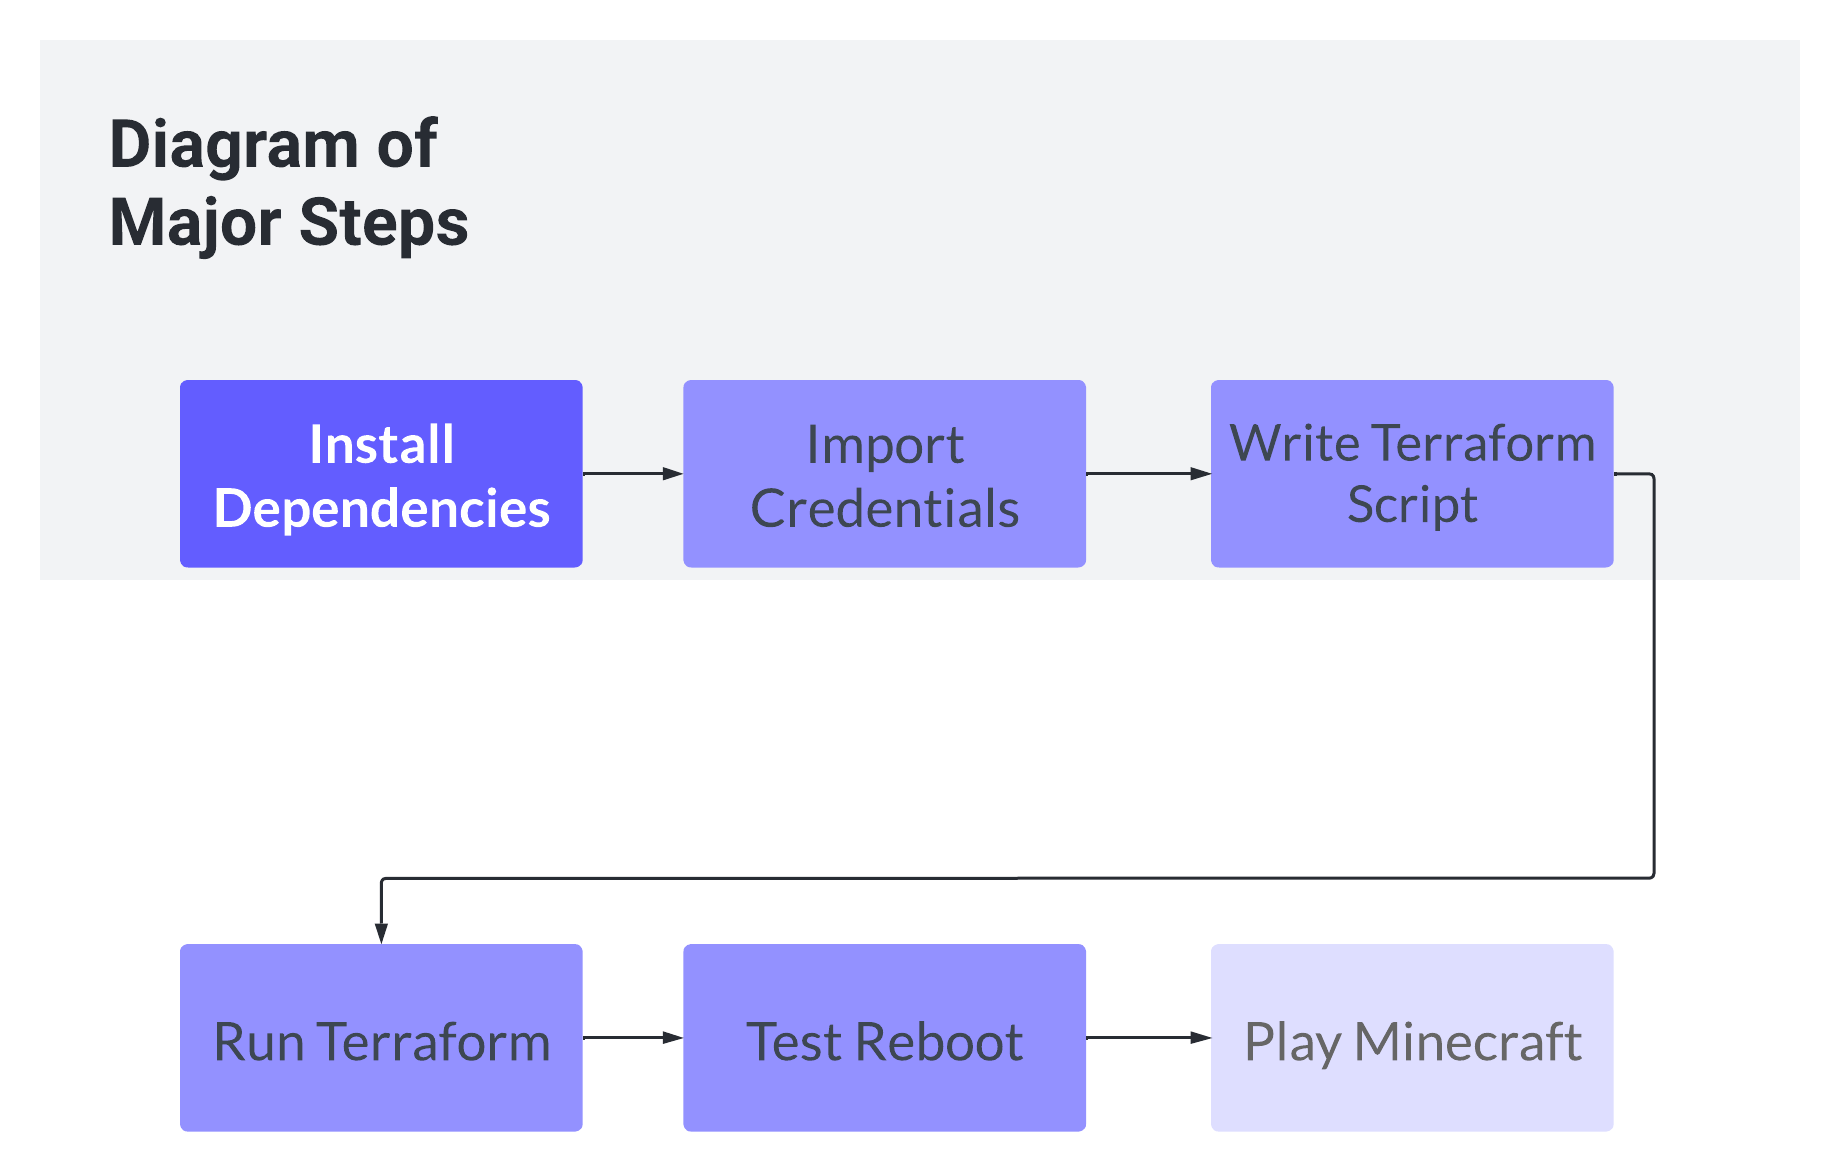 Diagram of
Major Steps
Install
Dependencies
Import
Credentials
Write Terraform
Script
Run Terraform
Test Reboot
Play Minecraft